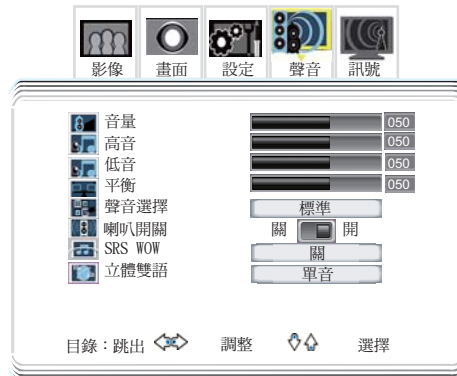 影像 畫面 設定 聲音 訊號
音量 050
高音 050
低音 050
平衡 050
聲音選擇 標準
喇叭開關 關 開
SRS WOW 關
立體雙語 單音
目錄：跳出 調整 選擇